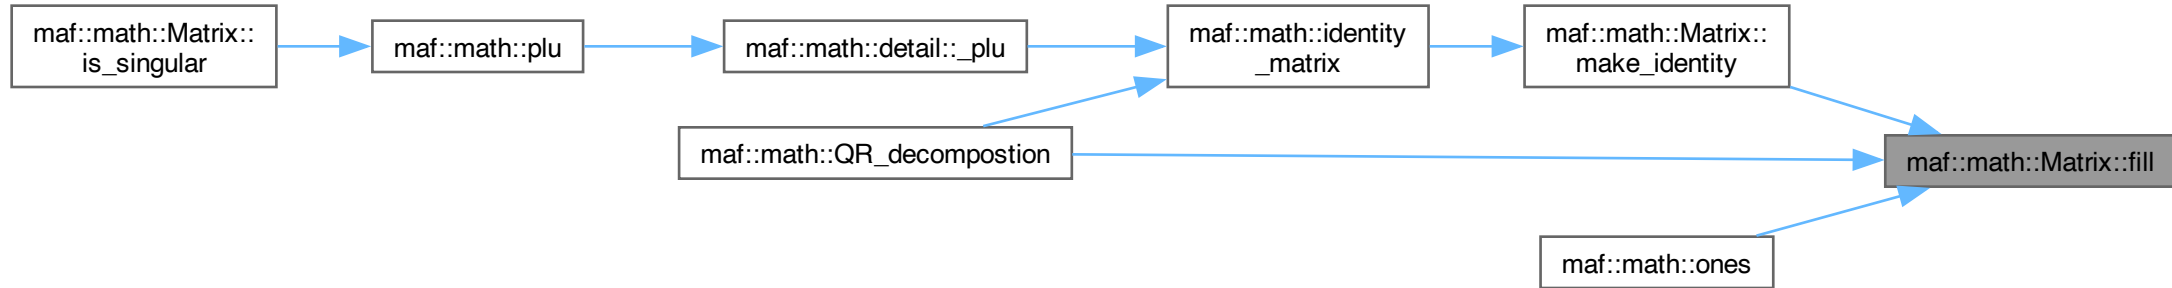 maf::math::Matrix::
is_singular
maf::math::plu
maf::math::detail::_plu
maf::math::identity
_matrix
maf::math::Matrix::
make_identity
maf::math::QR_decompostion
maf::math::Matrix::fill
maf::math::ones